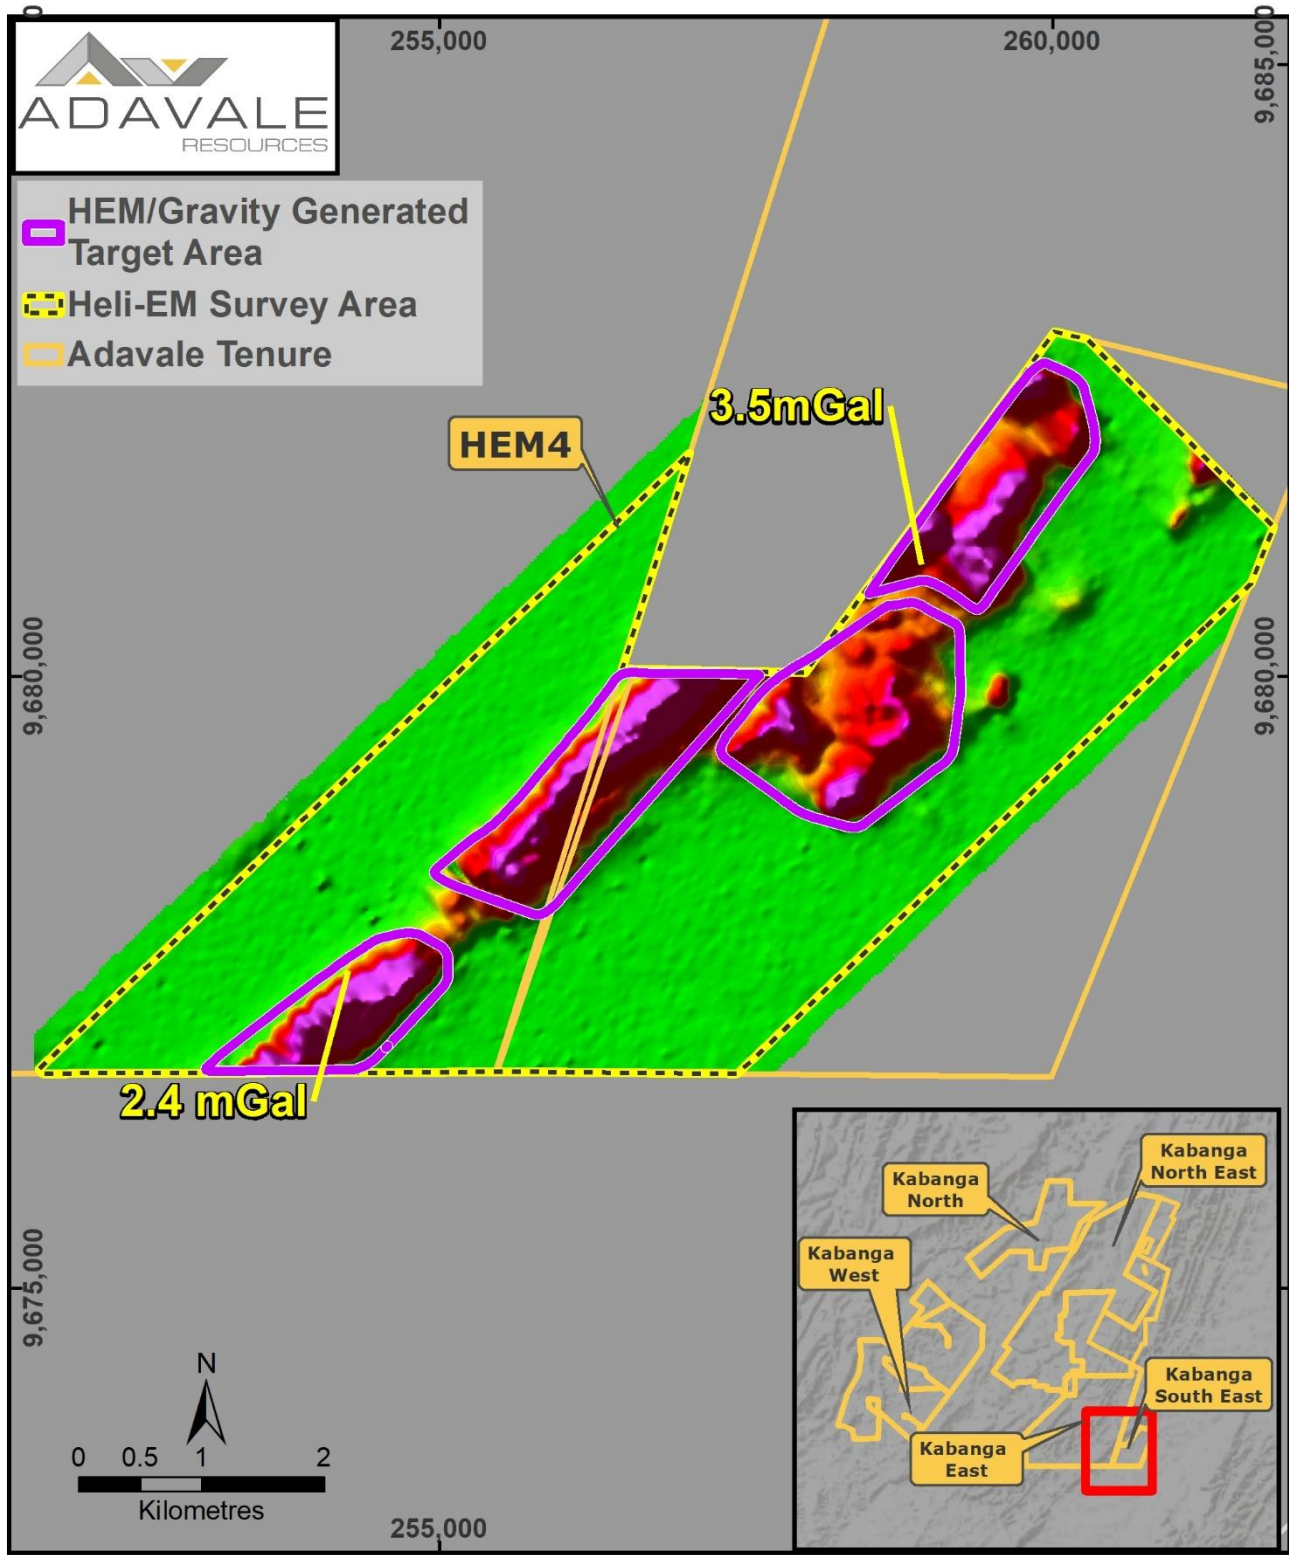 255,000
260,000
9,685,000
ADAVALE
RESOURCES
HEM/Gravity Generated
Target Area
Heli-EM Survey Area
Adavale Tenure
3.5mGal
HEM4
9,680,000
9,680,000
2.4 mGal
Kabanga
North East
Kabanga
North
Kabanga
West
Kabanga
South East
Kabanga
East
9,675,000
N
0 0.5 1 2
Kilometres
255,000